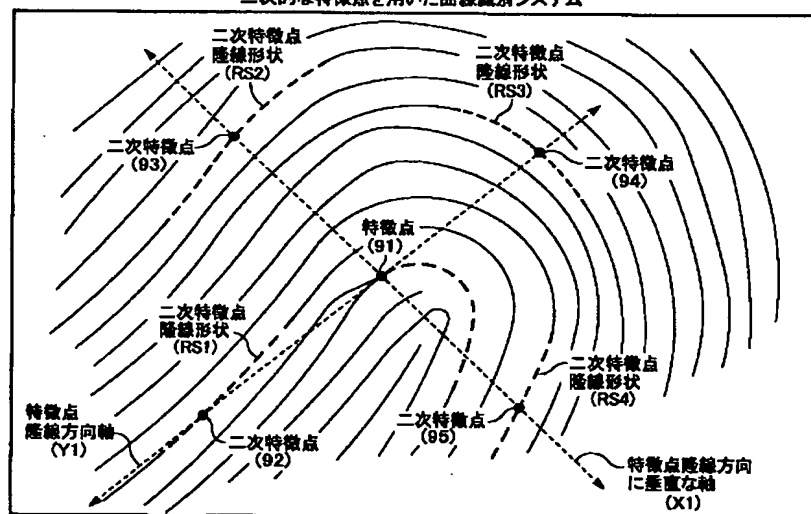 二次的な特徴点を用いた曲線識別システム
二次特徴点
隆線形状
(RS2)
二次特徴点
隆線形状
(RS3)
二次特徴点
(93)
二次特徴点
(94)
特徴点
(91)
二次特徴点
隆線形状
(RS1)
二次特徴点
隆線形状
(RS4)
特徴点
隆線方向軸
(Y1)
二次特徴点
(92)
二次特徴点
(95)
特徴点隆線方向
に垂直な軸
(X1)